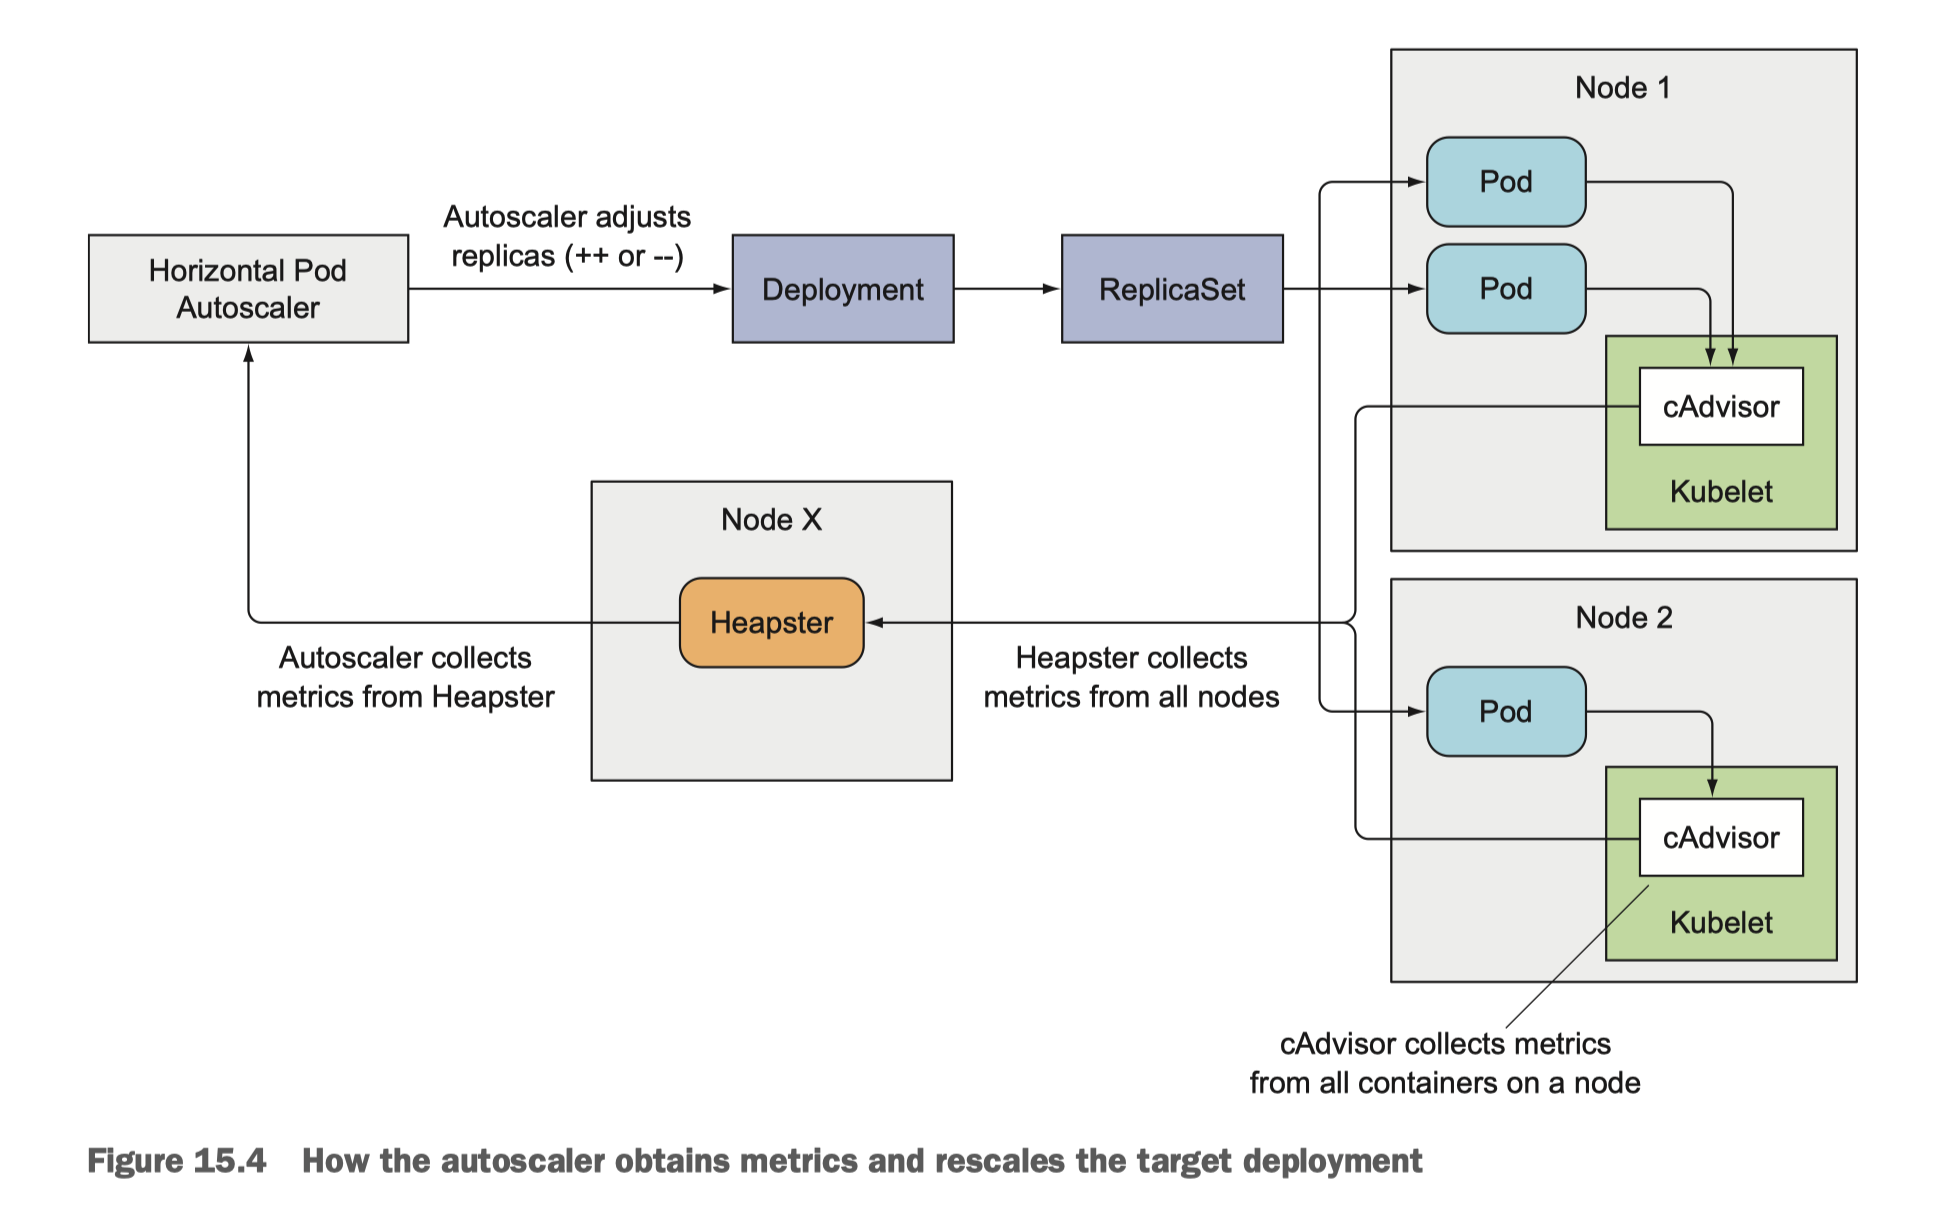 Node 1
Pod
Autoscaler adjusts
replicas (++ or --)
Horizontal Pod
Autoscaler
Deployment
ReplicaSet
Pod
cAdvisor
Kubelet
Node X
Heapster
Autoscaler collects
metrics from Heapster
Heapster collects
metrics from all nodes
Node 2
Pod
cAdvisor
Kubelet
cAdvisor collects metrics
from all containers on a node
Figure 15.4 How the autoscaler obtains metrics and rescales the target deployment